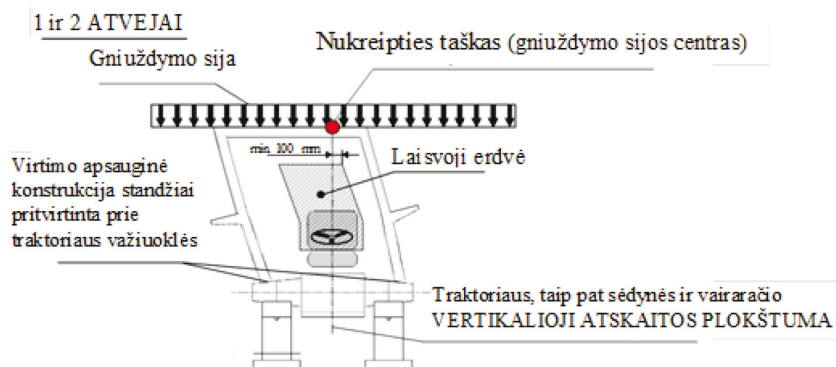 1 ir 2 ATVEJAI
Gniuždymo sija
Nukreipties taškas (gniuždymo sijos centras)
min. 100 mm
Laisvoji erdvė
Virtimo apsauginė
konstrukcija standžiai
pritvirtinta prie
traktoriaus važiuoklės
Traktoriaus, taip pat sėdynės ir vairaračio
VERTIKALIOJI ATSKAITOS PLOKŠTUMA